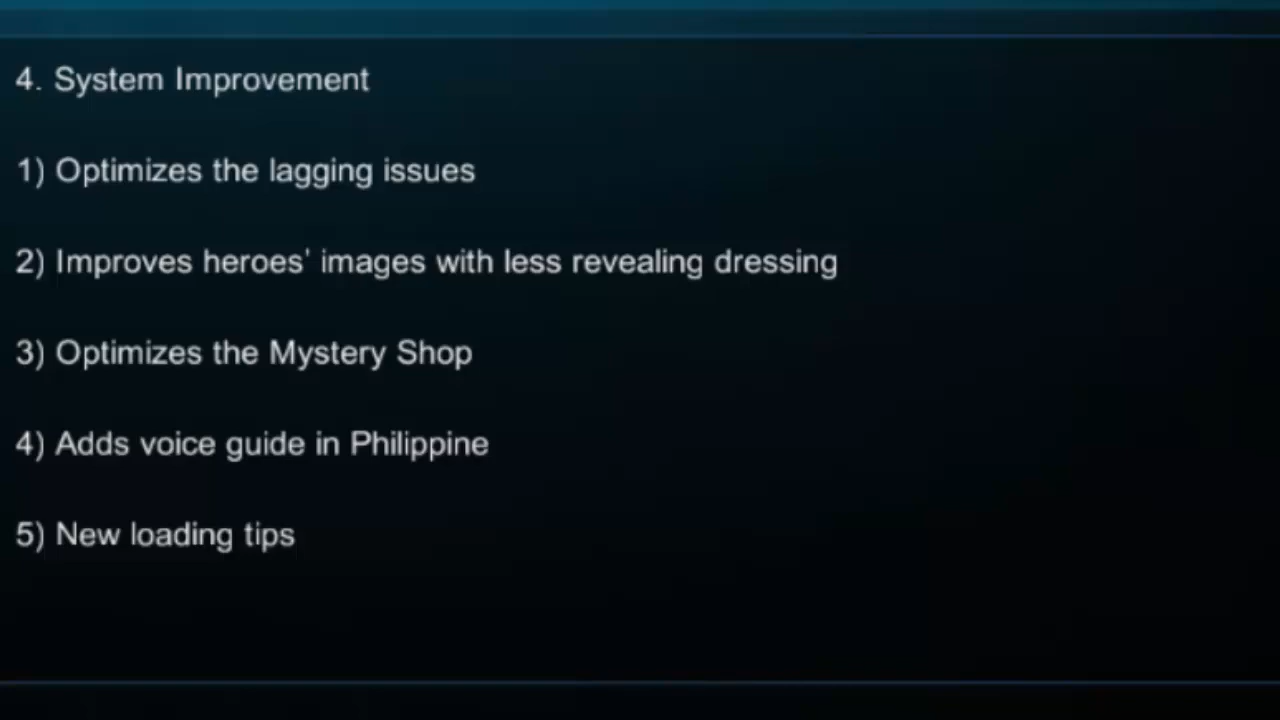 4. System Improvement
1) Optimizes the lagging issues
2) Improves heroes' images with less revealing dressing
3) Optimizes the Mystery Shop
4) Adds voice guide in Philippine
5) New loading tips